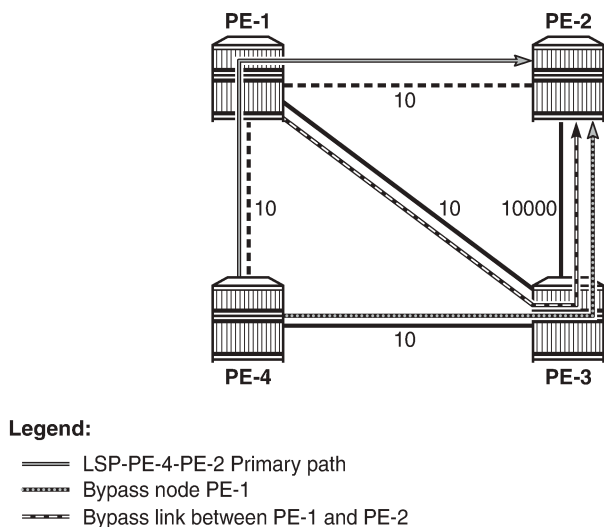 PE-1
PE-2
10
10
10
10000
10
PE-4
PE-3
Legend:
LSP-PE-4-PE-2 Primary path
Bypass node PE-1
Bypass link between PE-1 and PE-2